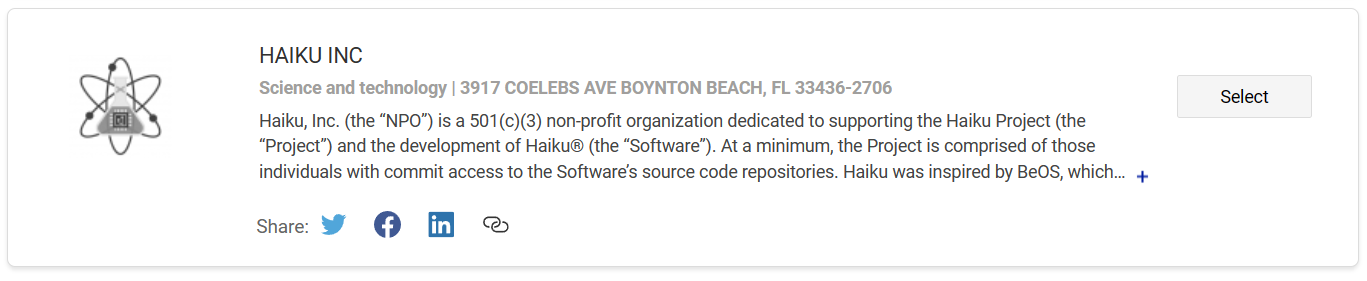 HAIKU INC
Science and technology | 3917 COELEBS AVE BOYNTON BEACH, FL 33436-2706
Select
Haiku, Inc. (the “NPO”) is a 501(c)(3) non-profit organization dedicated to supporting the Haiku Project (the
“Project”) and the development of Haiku® (the “Software”). At a minimum, the Project is comprised of those
individuals with commit access to the Software’s source code repositories. Haiku was inspired by BeOS, which... +
Share: